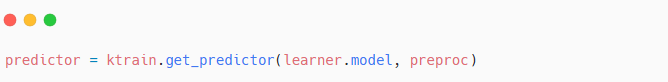 predictor = ktrain.get_predictor(learner.model, preproc)